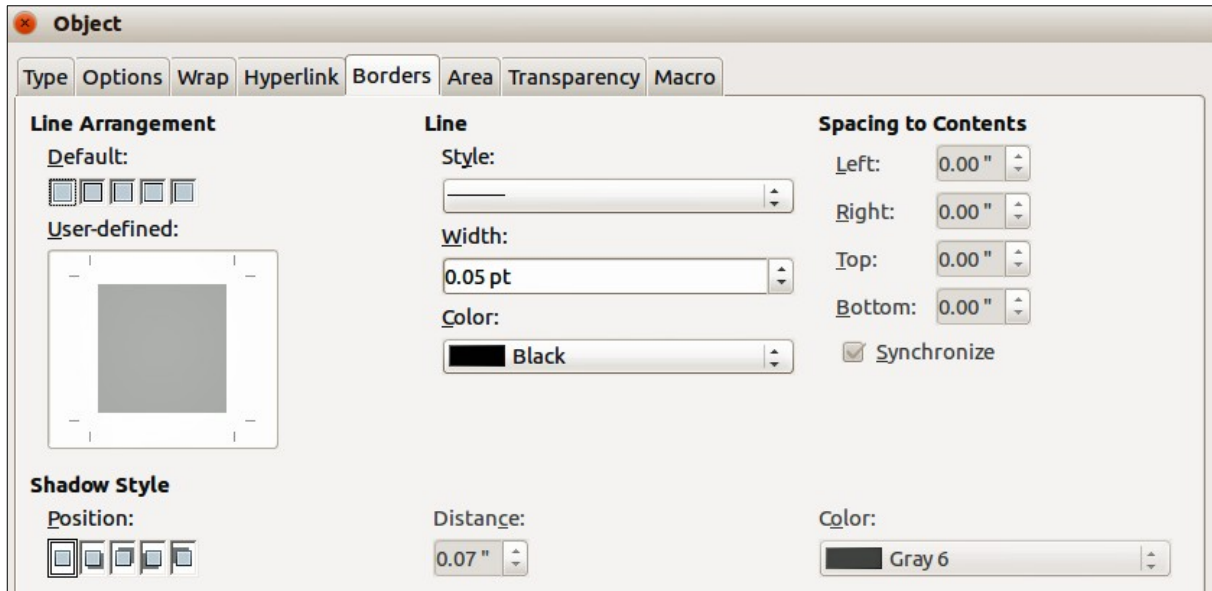 Object
Type Options Wrap Hyperlink Borders Area Transparency Macro
Line Arrangement
Default:
User-defined:
Line
Style:
Width:
0.05 pt
Color:
Black
Spacing to Contents
Left: 0.00 "
Right: 0.00 "
Top: 0.00 "
Bottom: 0.00 "
Synchronize
Shadow Style
Position:
Distance:
0.07 "
Color:
Gray 6